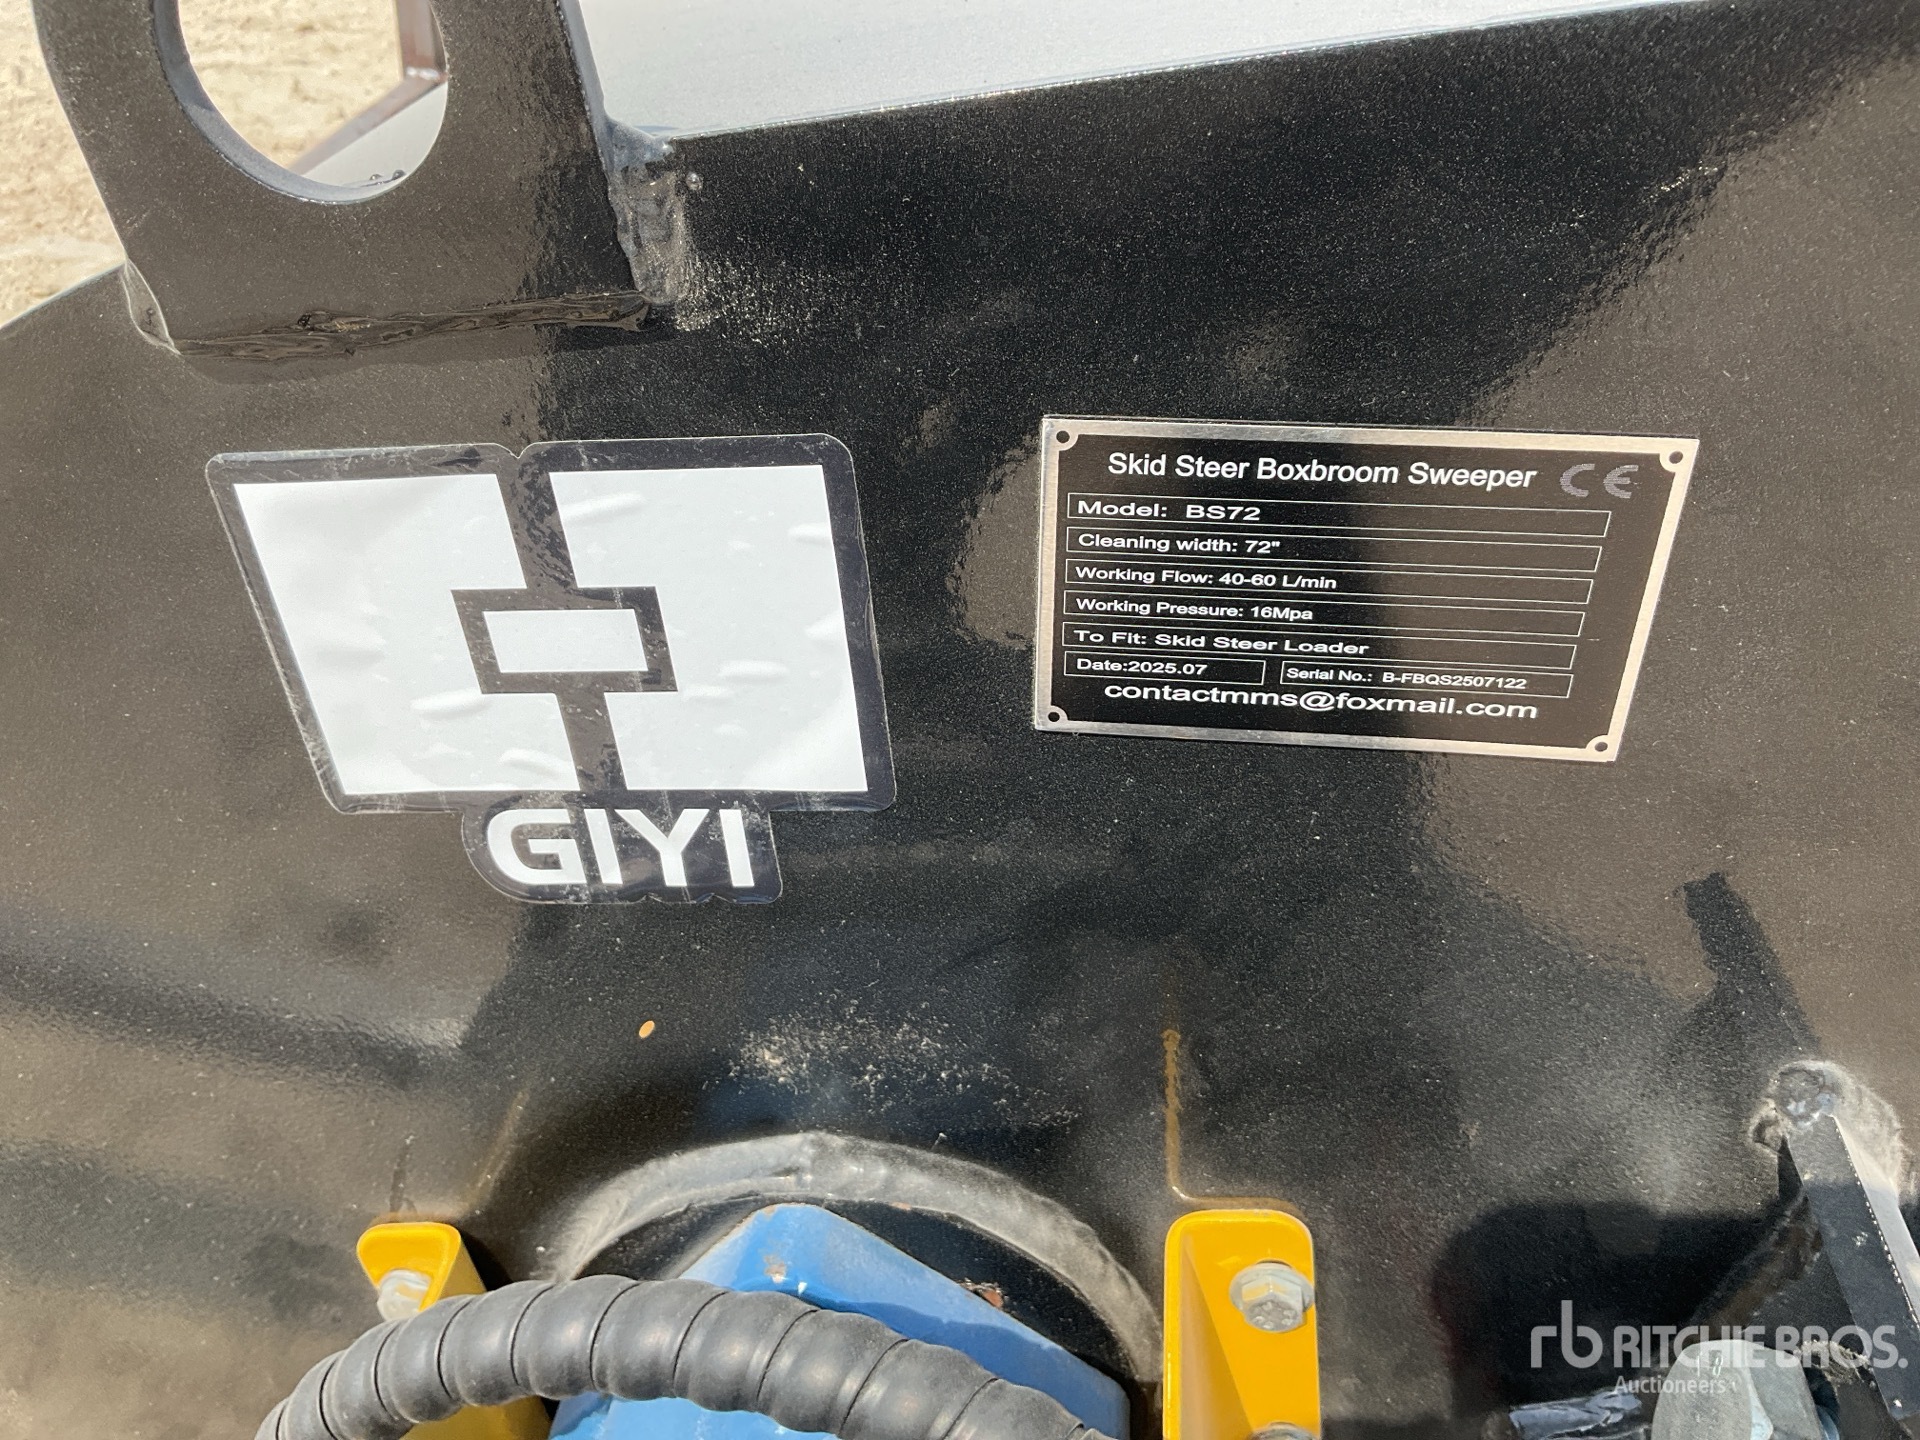 GIYI
Skid Steer Boxbroom Sweeper CE
Model: BS72
Cleaning width: 72"
Working Flow: 40-60 L/min
Working Pressure: 16Mpa
To Fit: Skid Steer Loader
Date:2025.07 Serial No.: B-FBQS2507122
contactmms@foxmail.com
rb RITCHIE BROS.
Auctioneers